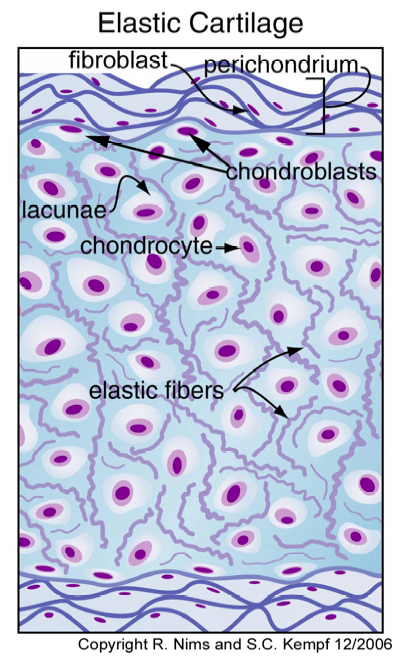 Elastic Cartilage
fibroblast
perichondrium
chondroblasts
lacunae
chondrocyte
elastic fibers
Copyright R. Nims and S.C. Kempf 12/2006